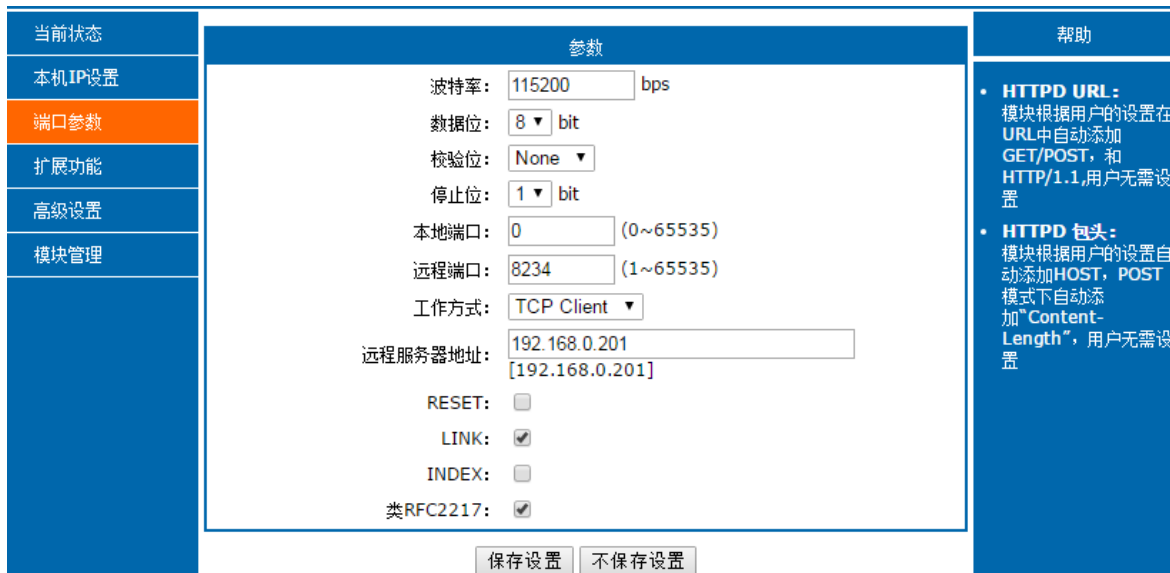 当前状态
本机IP设置
端口参数
扩展功能
高级设置
模块管理
参数
波特率: 115200 bps
数据位: 8 bit
校验位: None
停止位: 1 bit
本地端口: 0 (0~65535)
远程端口: 8234 (1~65535)
工作方式: TCP Client
远程服务器地址: 192.168.0.201
[192.168.0.201]
RESET:
LINK:
INDEX:
类RFC2217:
保存设置 不保存设置
帮助
• HTTPD URL:
模块根据用户的设置在
URL中自动添加
GET/POST，和
HTTP/1.1,用户无需设
置
• HTTPD 包头:
模块根据用户的设置自
动添加HOST，POST
模式下自动添
加"Content-
Length"，用户无需设
置